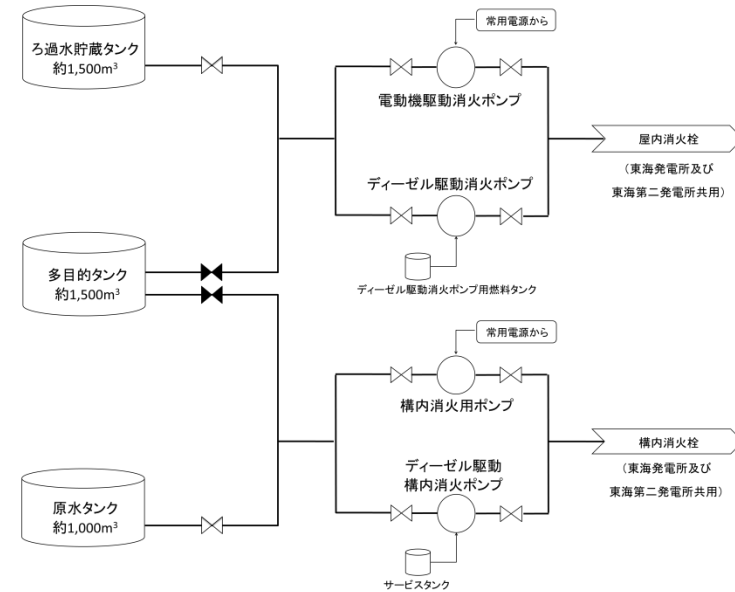 常用電源から
ろ過水貯蔵タンク
約1,500m³
電動機駆動消火ポンプ
屋内消火栓
（東海発電所及び
東海第二発電所共用）
ディーゼル駆動消火ポンプ
多目的タンク
約1,500m³
ディーゼル駆動消火ポンプ用燃料タンク
常用電源から
構内消火用ポンプ
構内消火栓
（東海発電所及び
東海第二発電所共用）
ディーゼル駆動
構内消火ポンプ
原水タンク
約1,000m³
サービスタンク